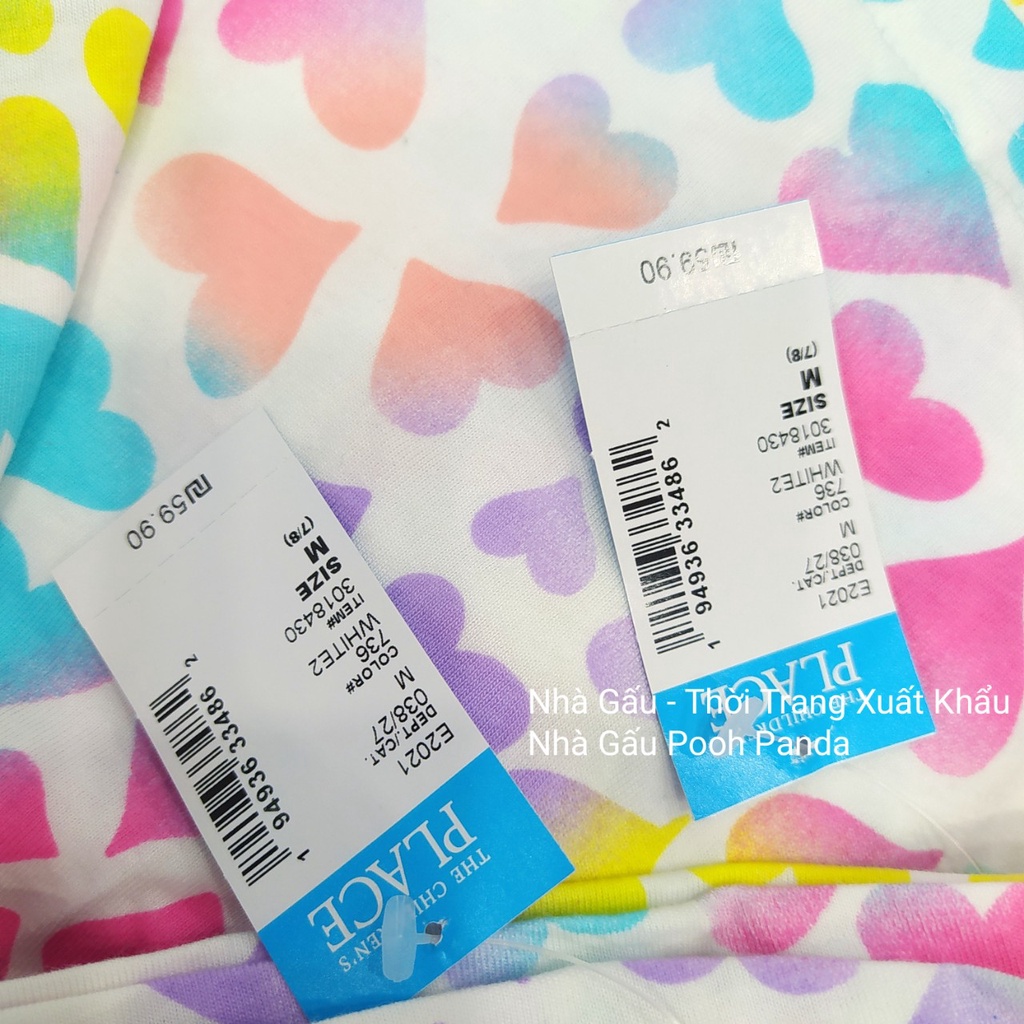 THE CHILDREN'S
PLACE
E2021
DEPT./CAT.
038/27
M
COLOR#
736
WHITE2
ITEM#
3018430
SIZE
M
(7/8)
1 94936 33486 2
₪59.90
THE CHILDREN'S
PLACE
E2021
DEPT./CAT.
038/27
M
COLOR#
736
WHITE2
ITEM#
3018430
SIZE
M
(7/8)
1 94936 33486 2
₪59.90
Nhà Gấu - Thời Trang Xuất Khẩu
Nhà Gấu Pooh Panda